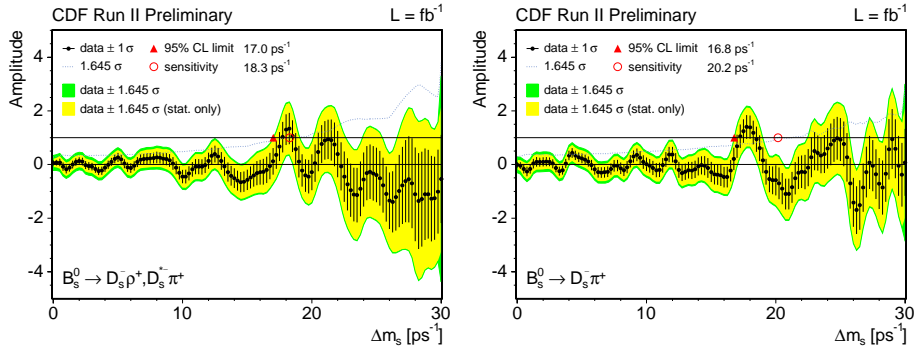 CDF Run II Preliminary L = fb-1
data ± 1 σ 95% CL limit 17.0 ps-1
1.645 σ sensitivity 18.3 ps-1
data ± 1.645 σ
data ± 1.645 σ (stat. only)
Amplitude
4
2
0
-2
-4
B0s → D-sρ+,D*-sπ+
0 10 20 30
Δms [ps-1]
CDF Run II Preliminary L = fb-1
data ± 1 σ 95% CL limit 16.8 ps-1
1.645 σ sensitivity 20.2 ps-1
data ± 1.645 σ
data ± 1.645 σ (stat. only)
Amplitude
4
2
0
-2
-4
B0s → D-sπ+
0 10 20 30
Δms [ps-1]